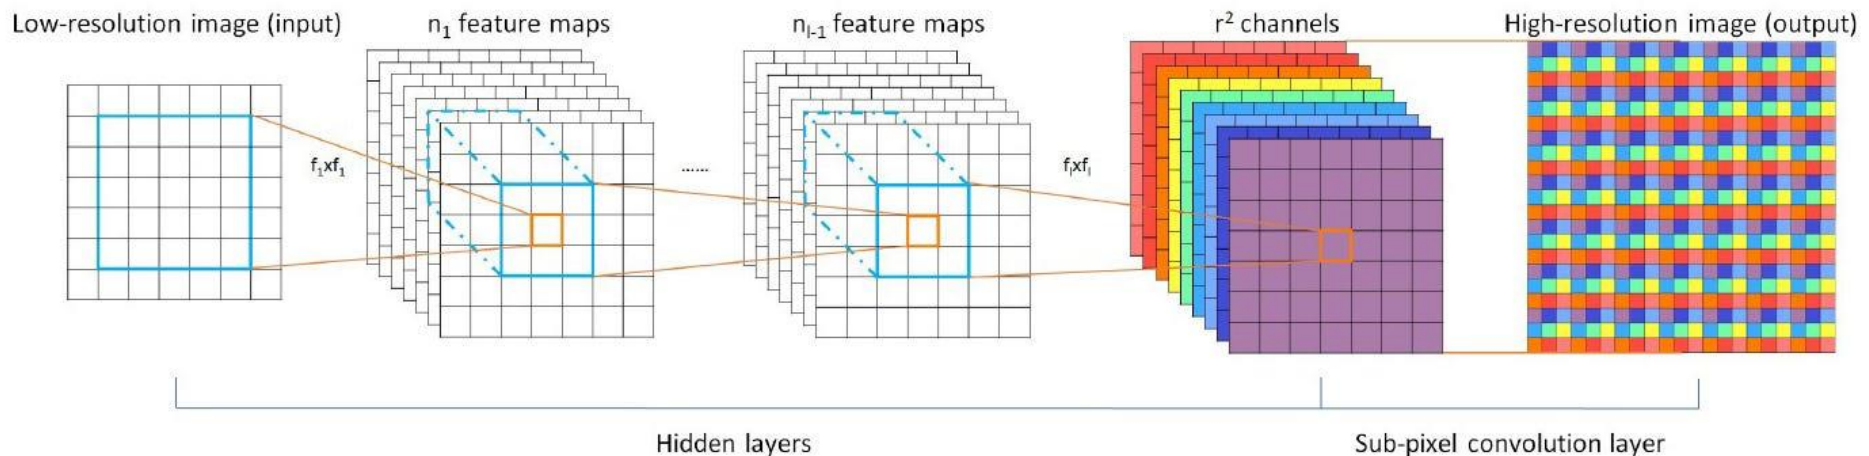 Low-resolution image (input)
n₁ feature maps
nₗ₋₁ feature maps
r² channels
High-resolution image (output)
f₁xf₁
......
fₗxfₗ
Hidden layers
Sub-pixel convolution layer